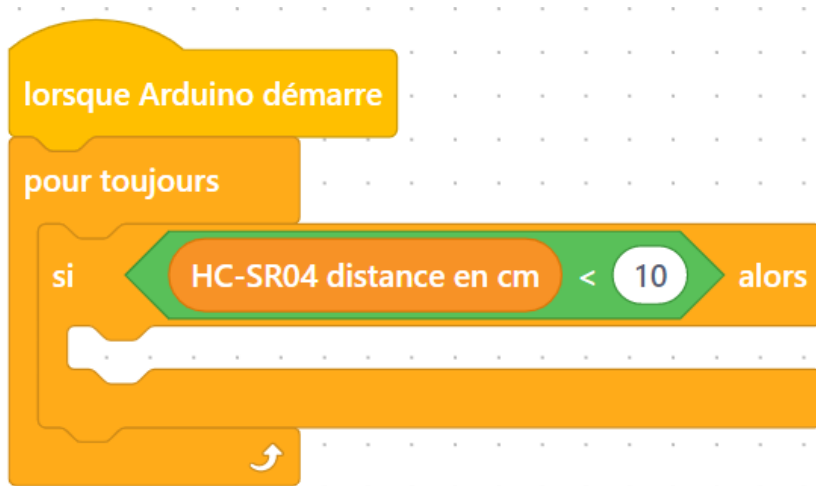 lorsque Arduino démarre
pour toujours
si HC-SR04 distance en cm < 10 alors